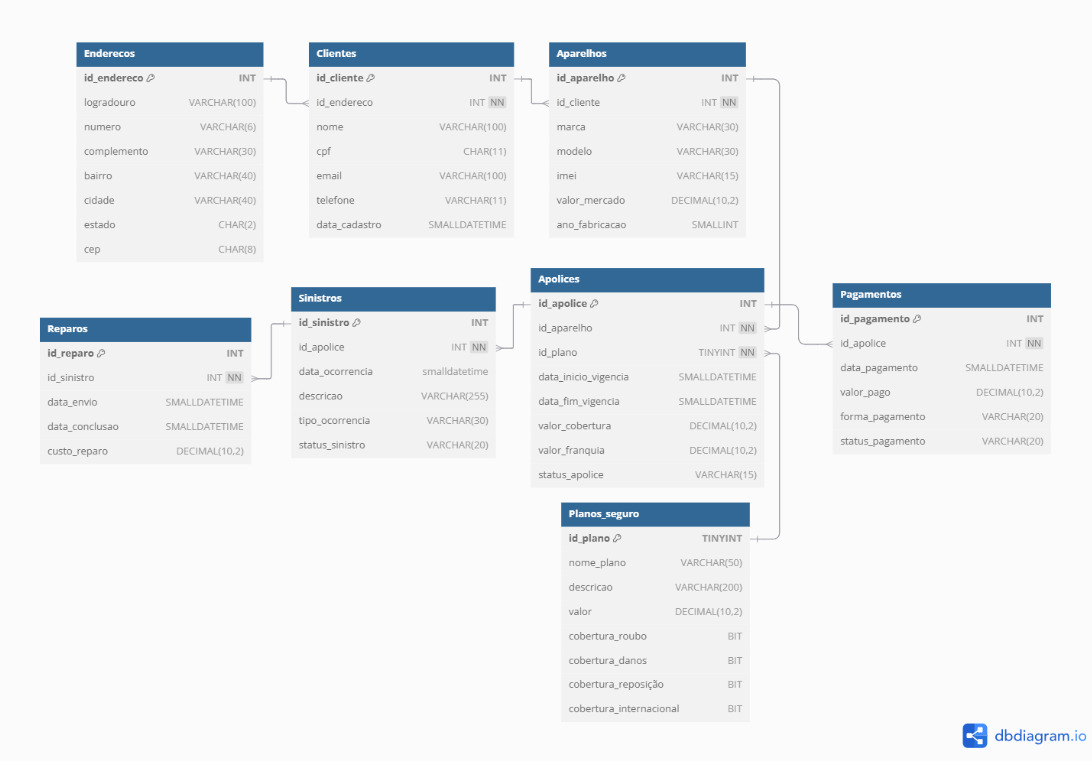 Enderecos
id_endereco INT
logradouro VARCHAR(100)
numero VARCHAR(6)
complemento VARCHAR(30)
bairro VARCHAR(40)
cidade VARCHAR(40)
estado CHAR(2)
cep CHAR(8)
Clientes
id_cliente INT
id_endereco INT NN
nome VARCHAR(100)
cpf CHAR(11)
email VARCHAR(100)
telefone VARCHAR(11)
data_cadastro SMALLDATETIME
Aparelhos
id_aparelho INT
id_cliente INT NN
marca VARCHAR(30)
modelo VARCHAR(30)
imei VARCHAR(15)
valor_mercado DECIMAL(10,2)
ano_fabricacao SMALLINT
Reparos
id_reparo INT
id_sinistro INT NN
data_envio SMALLDATETIME
data_conclusao SMALLDATETIME
custo_reparo DECIMAL(10,2)
Sinistros
id_sinistro INT
id_apolice INT NN
data_ocorrencia smalldatetime
descricao VARCHAR(255)
tipo_ocorrencia VARCHAR(30)
status_sinistro VARCHAR(20)
Apolices
id_apolice INT
id_aparelho INT NN
id_plano TINYINT NN
data_inicio_vigencia SMALLDATETIME
data_fim_vigencia SMALLDATETIME
valor_cobertura DECIMAL(10,2)
valor_franquia DECIMAL(10,2)
status_apolice VARCHAR(15)
Pagamentos
id_pagamento INT
id_apolice INT NN
data_pagamento SMALLDATETIME
valor_pago DECIMAL(10,2)
forma_pagamento VARCHAR(20)
status_pagamento VARCHAR(20)
Planos_seguro
id_plano TINYINT
nome_plano VARCHAR(50)
descricao VARCHAR(200)
valor DECIMAL(10,2)
cobertura_roubo BIT
cobertura_danos BIT
cobertura_reposição BIT
cobertura_internacional BIT
dbdiagram.io